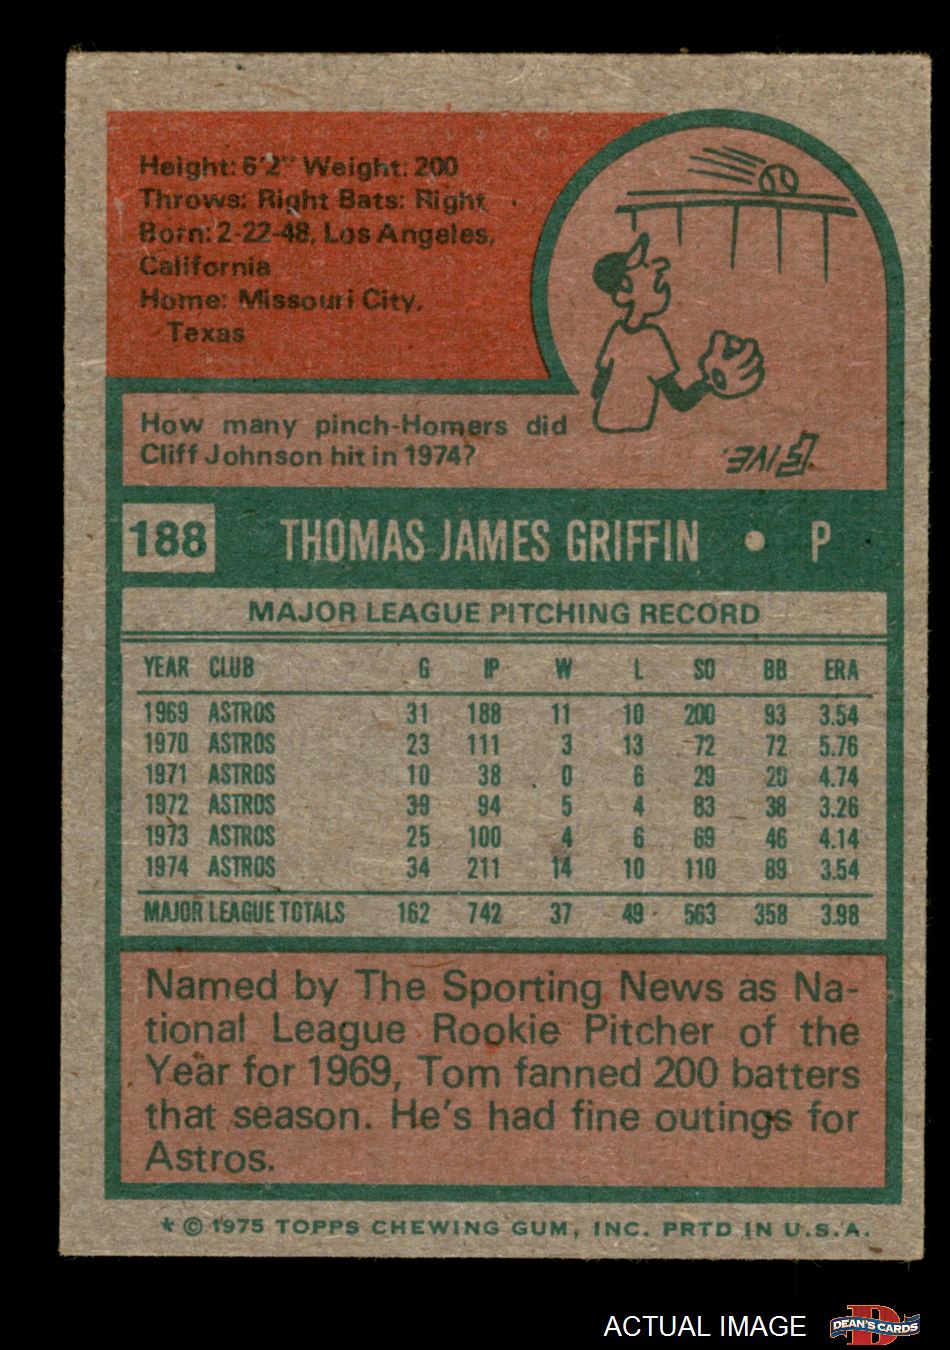 Height: 6'2" Weight: 200
Throws: Right Bats: Right
Born: 2-22-48, Los Angeles,
California
Home: Missouri City,
Texas
How many pinch-Homers did
Cliff Johnson hit in 1974?
FIVE.
188 THOMAS JAMES GRIFFIN • P
MAJOR LEAGUE PITCHING RECORD
YEAR CLUB G IP W L SO BB ERA
1969 ASTROS 31 188 11 10 200 93 3.54
1970 ASTROS 23 111 3 13 72 72 5.76
1971 ASTROS 10 38 0 6 29 20 4.74
1972 ASTROS 39 94 5 4 83 38 3.26
1973 ASTROS 25 100 4 6 69 46 4.14
1974 ASTROS 34 211 14 10 110 89 3.54
MAJOR LEAGUE TOTALS 162 742 37 49 563 358 3.98
Named by The Sporting News as Na-
tional League Rookie Pitcher of the
Year for 1969, Tom fanned 200 batters
that season. He's had fine outings for
Astros.
* © 1975 TOPPS CHEWING GUM, INC. PRTD IN U.S.A.
ACTUAL IMAGE
D
DEAN'S CARDS